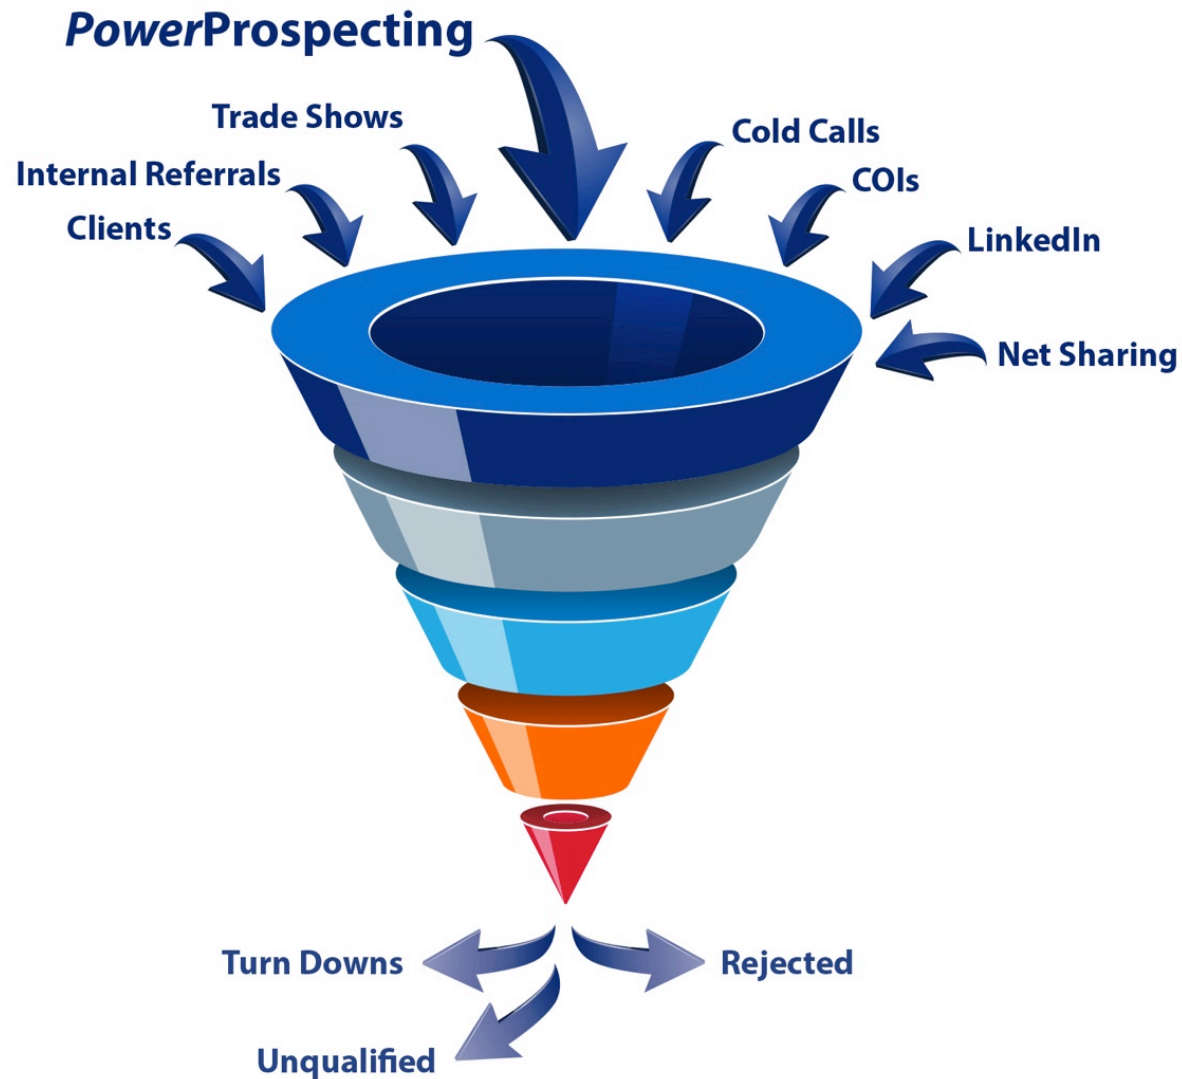 PowerProspecting
Trade Shows
Cold Calls
Internal Referrals
COIs
Clients
LinkedIn
Net Sharing
Turn Downs
Rejected
Unqualified